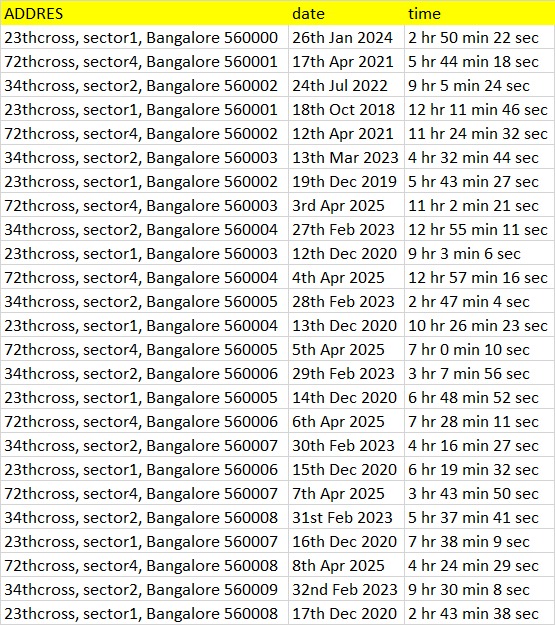 ADDRES date time
23thcross, sector1, Bangalore 560000 26th Jan 2024 2 hr 50 min 22 sec
72thcross, sector4, Bangalore 560001 17th Apr 2021 5 hr 44 min 18 sec
34thcross, sector2, Bangalore 560002 24th Jul 2022 9 hr 5 min 24 sec
23thcross, sector1, Bangalore 560001 18th Oct 2018 12 hr 11 min 46 sec
72thcross, sector4, Bangalore 560002 12th Apr 2021 11 hr 24 min 32 sec
34thcross, sector2, Bangalore 560003 13th Mar 2023 4 hr 32 min 44 sec
23thcross, sector1, Bangalore 560002 19th Dec 2019 5 hr 43 min 27 sec
72thcross, sector4, Bangalore 560003 3rd Apr 2025 11 hr 2 min 21 sec
34thcross, sector2, Bangalore 560004 27th Feb 2023 12 hr 55 min 11 sec
23thcross, sector1, Bangalore 560003 12th Dec 2020 9 hr 3 min 6 sec
72thcross, sector4, Bangalore 560004 4th Apr 2025 12 hr 57 min 16 sec
34thcross, sector2, Bangalore 560005 28th Feb 2023 2 hr 47 min 4 sec
23thcross, sector1, Bangalore 560004 13th Dec 2020 10 hr 26 min 23 sec
72thcross, sector4, Bangalore 560005 5th Apr 2025 7 hr 0 min 10 sec
34thcross, sector2, Bangalore 560006 29th Feb 2023 3 hr 7 min 56 sec
23thcross, sector1, Bangalore 560005 14th Dec 2020 6 hr 48 min 52 sec
72thcross, sector4, Bangalore 560006 6th Apr 2025 7 hr 28 min 11 sec
34thcross, sector2, Bangalore 560007 30th Feb 2023 4 hr 16 min 27 sec
23thcross, sector1, Bangalore 560006 15th Dec 2020 6 hr 19 min 32 sec
72thcross, sector4, Bangalore 560007 7th Apr 2025 3 hr 43 min 50 sec
34thcross, sector2, Bangalore 560008 31st Feb 2023 5 hr 37 min 41 sec
23thcross, sector1, Bangalore 560007 16th Dec 2020 7 hr 38 min 9 sec
72thcross, sector4, Bangalore 560008 8th Apr 2025 4 hr 24 min 29 sec
34thcross, sector2, Bangalore 560009 32nd Feb 2023 9 hr 30 min 8 sec
23thcross, sector1, Bangalore 560008 17th Dec 2020 2 hr 43 min 38 sec